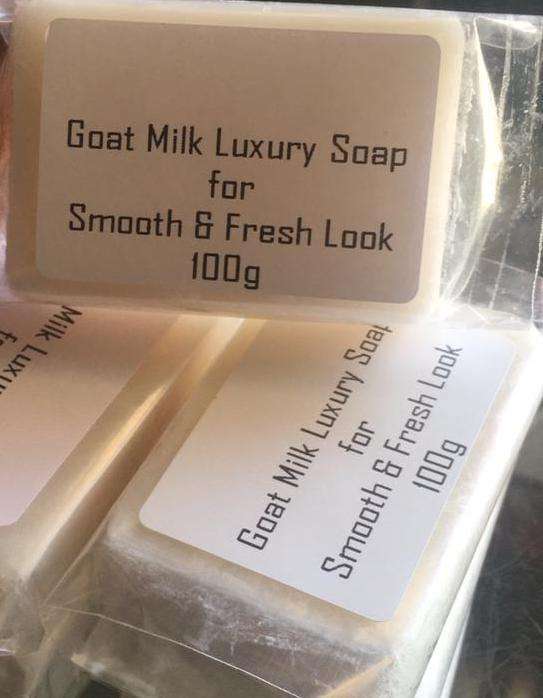 Goat Milk Luxury Soap
for
Smooth & Fresh Look
100g
Milk Luxu
fo
Goat Milk Luxury Soap
for
Smooth & Fresh Look
100g